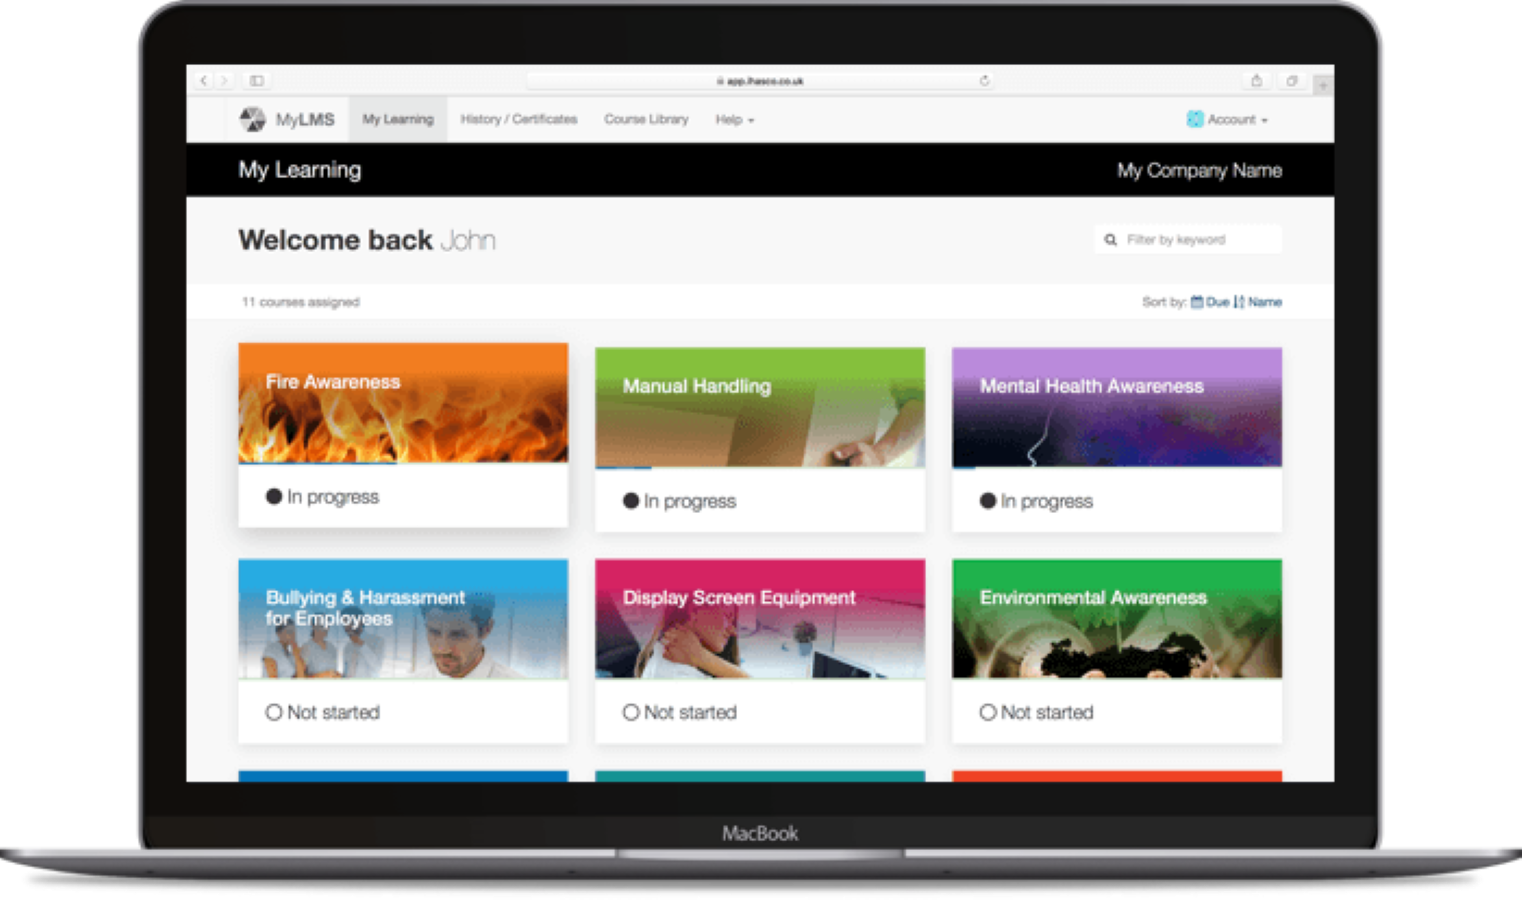 app.ihasco.co.uk
MyLMS My Learning History / Certificates Course Library Help Account
My Learning My Company Name
Welcome back John Filter by keyword
11 courses assigned Sort by: Due Name
Fire Awareness
Manual Handling
Mental Health Awareness
In progress
In progress
In progress
Bullying & Harassment
for Employees
Display Screen Equipment
Environmental Awareness
Not started
Not started
Not started
MacBook